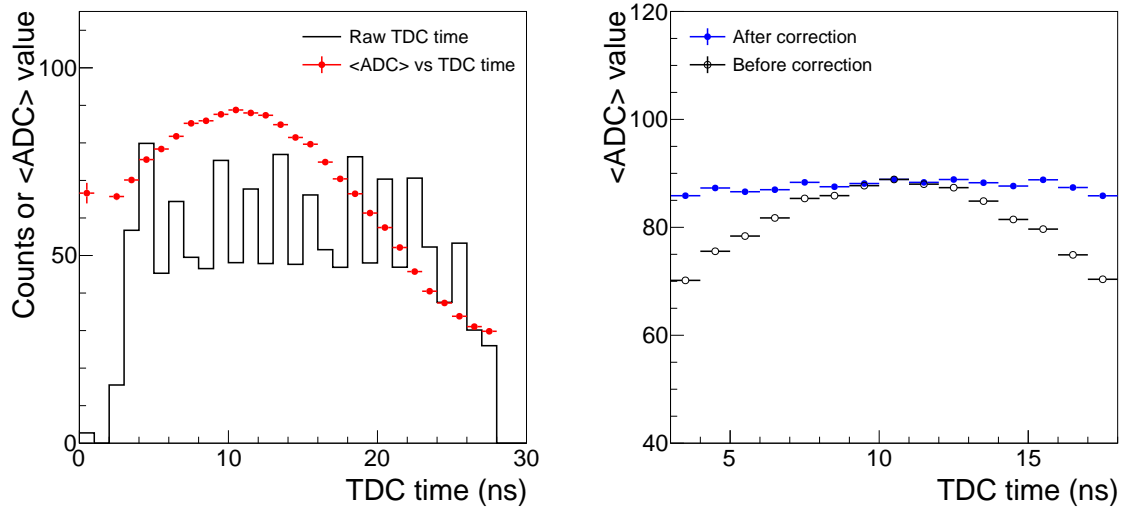 Counts or <ADC> value
100
50
0
Raw TDC time
<ADC> vs TDC time
0 10 20 30
TDC time (ns)
<ADC> value
120
100
80
60
40
After correction
Before correction
5 10 15
TDC time (ns)